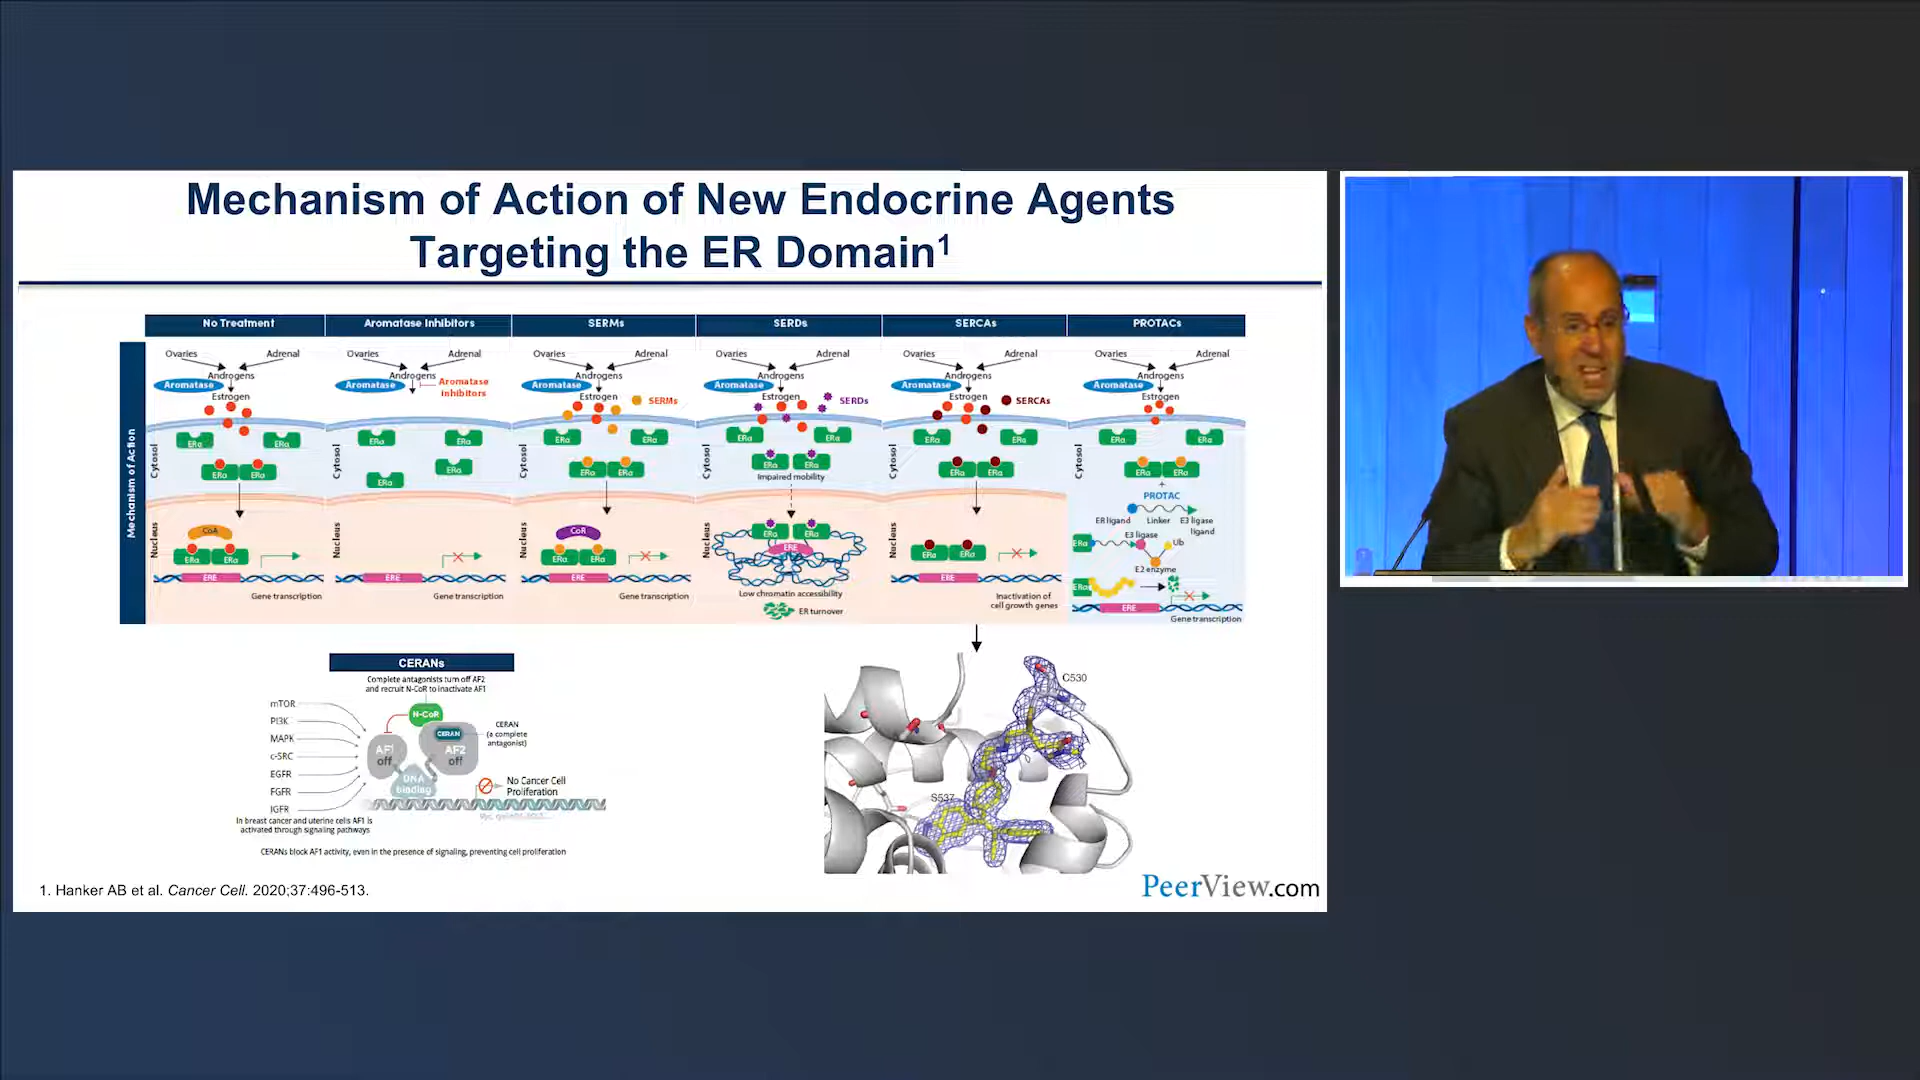 Mechanism of Action of New Endocrine Agents
Targeting the ER Domain1
No Treatment
Aromatase Inhibitors
SERMs
SERDs
SERCAs
PROTACs
Mechanism of Action
Ovaries Adrenal
Androgens
Aromatase
Estrogen
Cytosol
ERα ERα
ERα ERα
Nucleus
CoA
ERα ERα
ERE
Gene transcription
Ovaries Adrenal
Androgens
Aromatase
Aromatase
inhibitors
Cytosol
ERα ERα
ERα
ERα
Nucleus
ERE
Gene transcription
Ovaries Adrenal
Androgens
Aromatase
Estrogen
SERMs
Cytosol
ERα ERα
ERα ERα
Nucleus
CoR
ERα ERα
ERE
Gene transcription
Ovaries Adrenal
Androgens
Aromatase
Estrogen
SERDs
Cytosol
ERα ERα
ERα ERα
Impaired mobility
Nucleus
ERα ERα
ERE
Low chromatin accessibility
ER turnover
Ovaries Adrenal
Androgens
Aromatase
Estrogen
SERCAs
Cytosol
ERα ERα
ERα ERα
Nucleus
ERα ERα
ERE
Inactivation of
cell growth genes
Ovaries Adrenal
Androgens
Aromatase
Estrogen
Cytosol
ERα ERα
ERα ERα
+
PROTAC
ER ligand Linker E3 ligase
ligand
E3 ligase
ERα
Ub
E2 enzyme
ERα
ERE
Gene transcription
CERANs
Complete antagonists turn off AF2
and recruit N-CoR to inactivate AF1
mTOR
PI3K
MAPK
c-SRC
EGFR
FGFR
IGFR
N-CoR
CERAN
AF1
off
AF2
off
DNA
binding
CERAN
(a complete
antagonist)
No Cancer Cell
Proliferation
In breast cancer and uterine cells AF1 is
activated through signaling pathways
CERANs block AF1 activity, even in the presence of signaling, preventing cell proliferation
C530
S537
1. Hanker AB et al. Cancer Cell. 2020;37:496-513.
PeerView.com